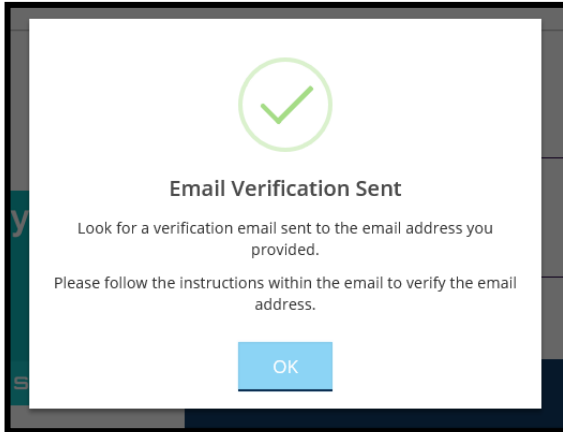 Email Verification Sent
Look for a verification email sent to the email address you
provided.
Please follow the instructions within the email to verify the email
address.
y
OK
s